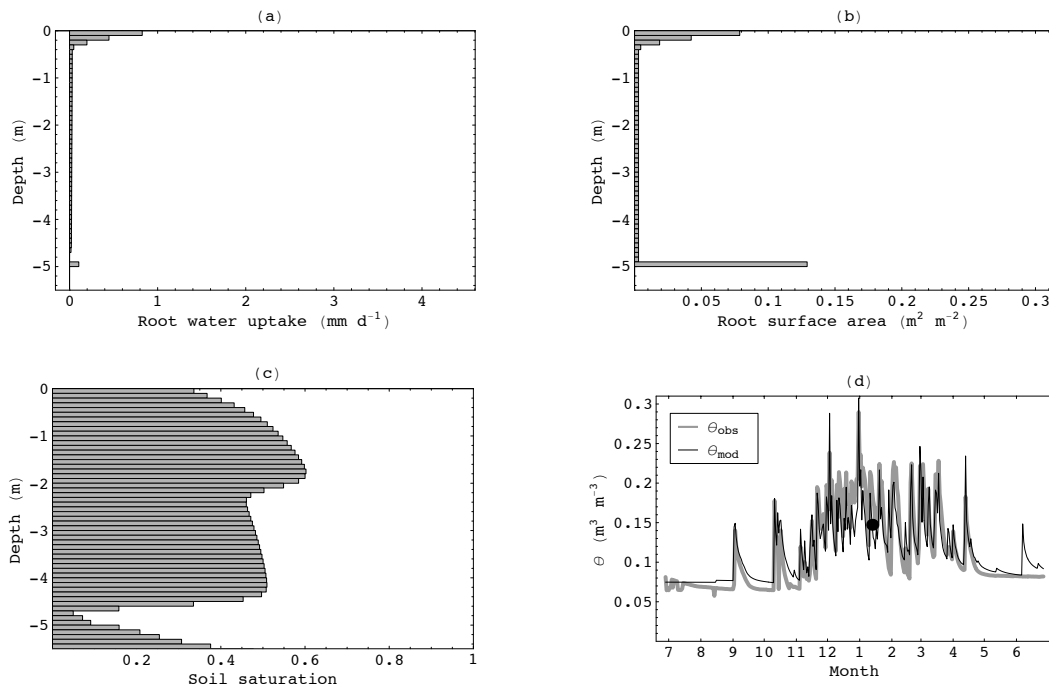 (a)
0
-1
-2
-3
-4
-5
Depth (m)
0 1 2 3 4
Root water uptake (mm d⁻¹)
(b)
0
-1
-2
-3
-4
-5
Depth (m)
0.05 0.1 0.15 0.2 0.25 0.3
Root surface area (m² m⁻²)
(c)
0
-1
-2
-3
-4
-5
Depth (m)
0.2 0.4 0.6 0.8 1
Soil saturation
(d)
0.3
0.25
0.2
0.15
0.1
0.05
θ (m³ m⁻³)
θobs
θmod
7 8 9 10 11 12 1 2 3 4 5 6
Month